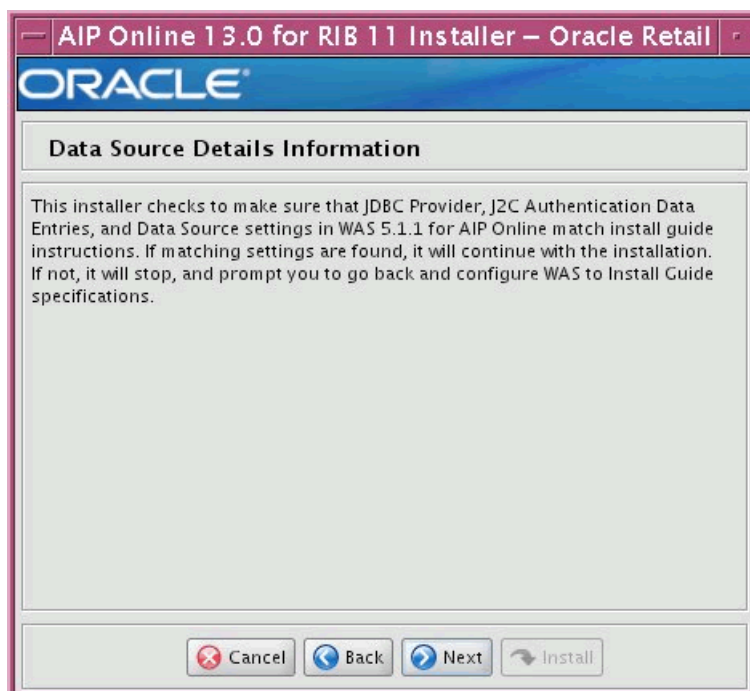 AIP Online 13.0 for RIB 11 Installer – Oracle Retail
ORACLE
Data Source Details Information
This installer checks to make sure that JDBC Provider, J2C Authentication Data
Entries, and Data Source settings in WAS 5.1.1 for AIP Online match install guide
instructions. If matching settings are found, it will continue with the installation.
If not, it will stop, and prompt you to go back and configure WAS to Install Guide
specifications.
Cancel Back Next Install